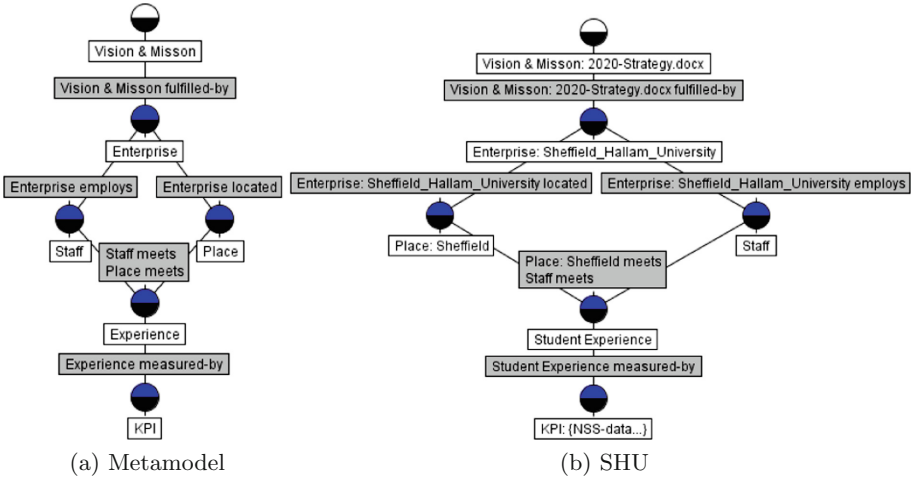 Vision & Misson
Vision & Misson fulfilled-by
Enterprise
Enterprise employs
Enterprise located
Staff
Place
Staff meets
Place meets
Experience
Experience measured-by
KPI
(a) Metamodel
Vision & Misson: 2020-Strategy.docx
Vision & Misson: 2020-Strategy.docx fulfilled-by
Enterprise: Sheffield_Hallam_University
Enterprise: Sheffield_Hallam_University located
Enterprise: Sheffield_Hallam_University employs
Place: Sheffield
Staff
Place: Sheffield meets
Staff meets
Student Experience
Student Experience measured-by
KPI: {NSS-data...}
(b) SHU